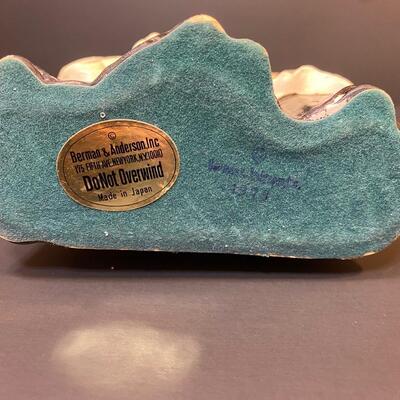 ©
Berman & Anderson, Inc
175 FIFTH AVE. NEW YORK, N.Y. 10010
Do Not Overwind
Made in Japan